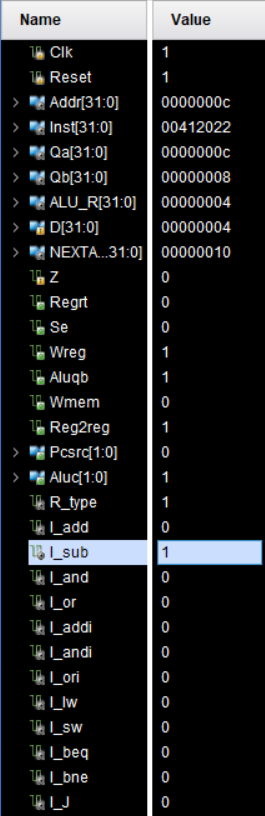 Name Value
Clk 1
Reset 1
Addr[31:0] 0000000c
Inst[31:0] 00412022
Qa[31:0] 0000000c
Qb[31:0] 00000008
ALU_R[31:0] 00000004
D[31:0] 00000004
NEXTA...31:0] 00000010
Z 0
Regrt 0
Se 0
Wreg 1
Aluqb 1
Wmem 0
Reg2reg 1
Pcsrc[1:0] 0
Aluc[1:0] 1
R_type 1
I_add 0
I_sub 1
I_and 0
I_or 0
I_addi 0
I_andi 0
I_ori 0
I_lw 0
I_sw 0
I_beq 0
I_bne 0
I_J 0